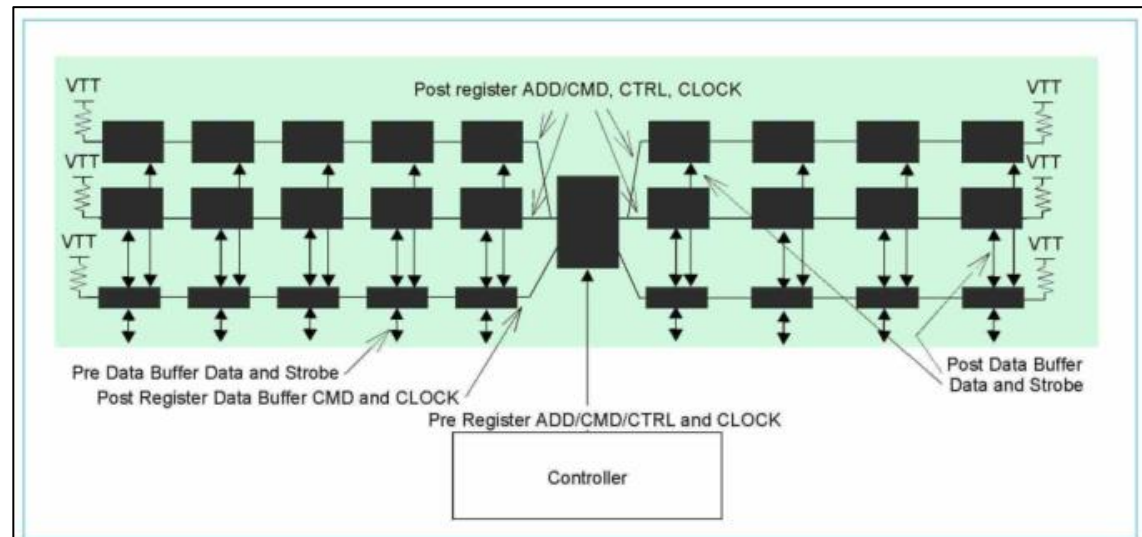 VTT
Post register ADD/CMD, CTRL, CLOCK
VTT
VTT
VTT
VTT
VTT
Pre Data Buffer Data and Strobe
Post Register Data Buffer CMD and CLOCK
Pre Register ADD/CMD/CTRL and CLOCK
Post Data Buffer
Data and Strobe
Controller